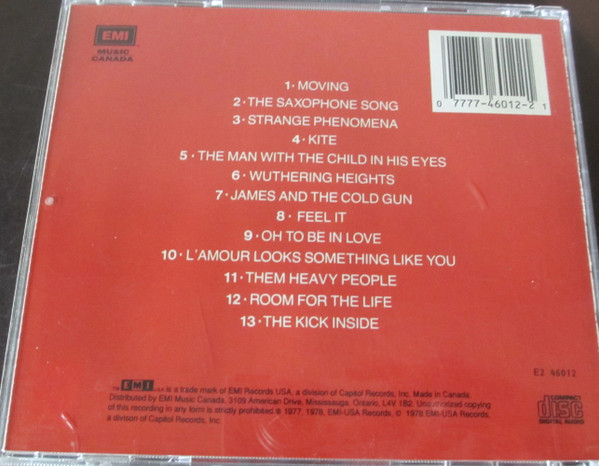 EMI
MUSIC
CANADA
0 7777-46012-2 1
1 · MOVING
2 · THE SAXOPHONE SONG
3 · STRANGE PHENOMENA
4 · KITE
5 · THE MAN WITH THE CHILD IN HIS EYES
6 · WUTHERING HEIGHTS
7 · JAMES AND THE COLD GUN
8 · FEEL IT
9 · OH TO BE IN LOVE
10 · L'AMOUR LOOKS SOMETHING LIKE YOU
11 · THEM HEAVY PEOPLE
12 · ROOM FOR THE LIFE
13 · THE KICK INSIDE
E2 46012
EMI USA is a trade mark of EMI Records USA, a division of Capitol Records, Inc. Made in Canada.
Distributed by EMI Music Canada, 3109 American Drive, Mississauga, Ontario, L4V 1B2. Unauthorized copying
of this recording in any form is strictly prohibited ℗ 1977, 1978, EMI-USA Records, © 1978 EMI-USA Records,
a divison of Capitol Records, Inc.
COMPACT
disc
DIGITAL AUDIO